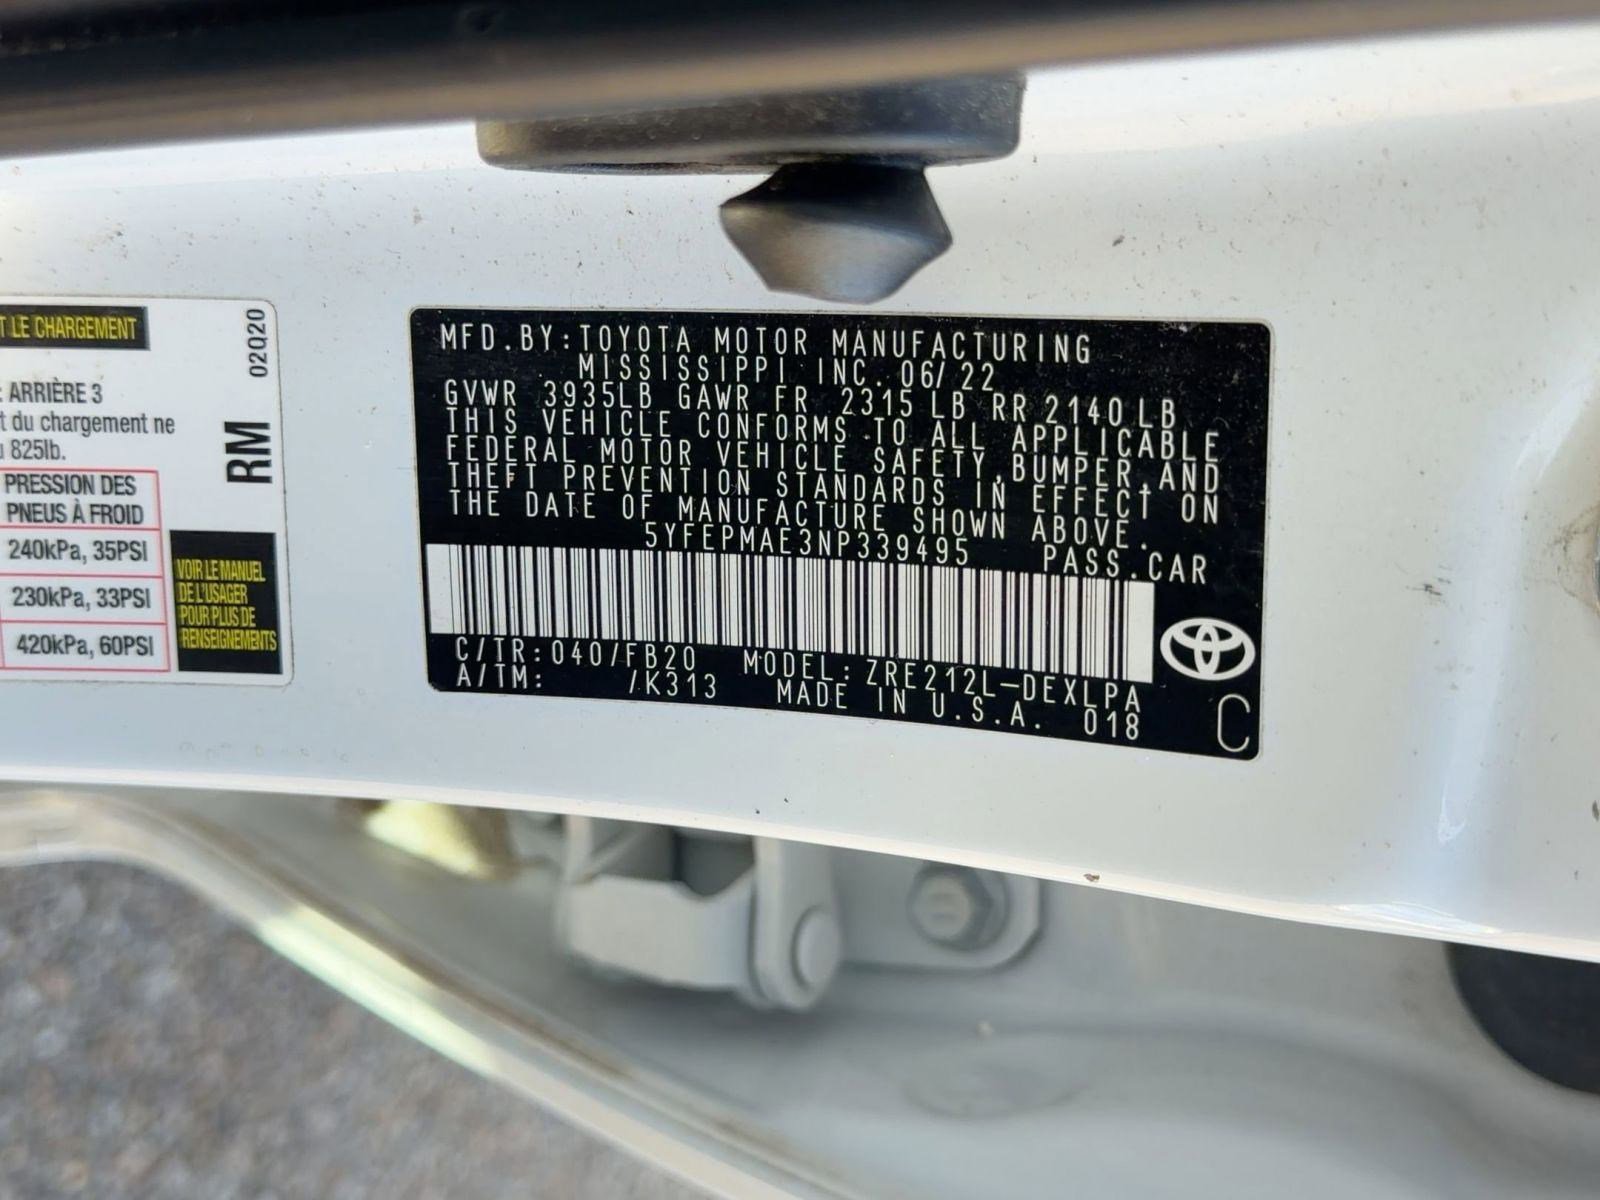 T LE CHARGEMENT
02Q20
: ARRIÈRE 3
t du chargement ne
825lb.
RM
PRESSION DES
PNEUS À FROID
240kPa, 35PSI
230kPa, 33PSI
420kPa, 60PSI
VOIR LE MANUEL
DE L'USAGER
POUR PLUS DE
RENSEIGNEMENTS
MFD.BY:TOYOTA MOTOR MANUFACTURING
MISSISSIPPI INC. 06/22
GVWR 3935LB GAWR FR 2315LB RR 2140LB
THIS VEHICLE CONFORMS TO ALL APPLICABLE
FEDERAL MOTOR VEHICLE SAFETY,BUMPER,AND
THEFT PREVENTION STANDARDS IN EFFECT ON
THE DATE OF MANUFACTURE SHOWN ABOVE.
5YFEPMAE3NP339495 PASS.CAR
C/TR:040/FB20 MODEL:ZRE212L-DEXLPA
A/TM: /K313 MADE IN U.S.A. 018
C